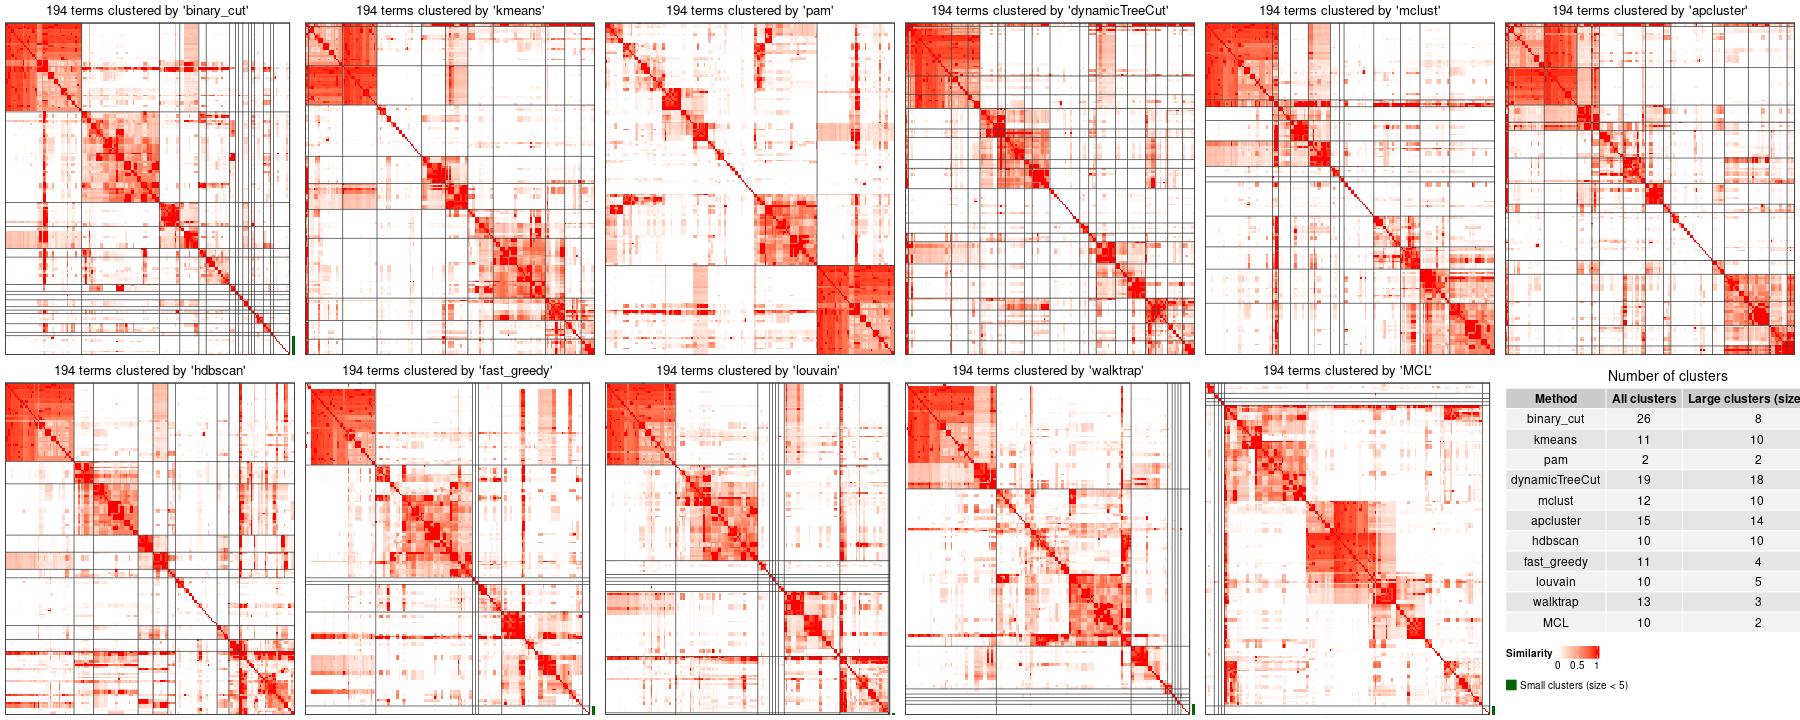 194 terms clustered by 'binary_cut'
194 terms clustered by 'kmeans'
194 terms clustered by 'pam'
194 terms clustered by 'dynamicTreeCut'
194 terms clustered by 'mclust'
194 terms clustered by 'apcluster'
194 terms clustered by 'hdbscan'
194 terms clustered by 'fast_greedy'
194 terms clustered by 'louvain'
194 terms clustered by 'walktrap'
194 terms clustered by 'MCL'
Number of clusters
Method All clusters Large clusters (size
binary_cut 26 8
kmeans 11 10
pam 2 2
dynamicTreeCut 19 18
mclust 12 10
apcluster 15 14
hdbscan 10 10
fast_greedy 11 4
louvain 10 5
walktrap 13 3
MCL 10 2
Similarity
0 0.5 1
Small clusters (size < 5)